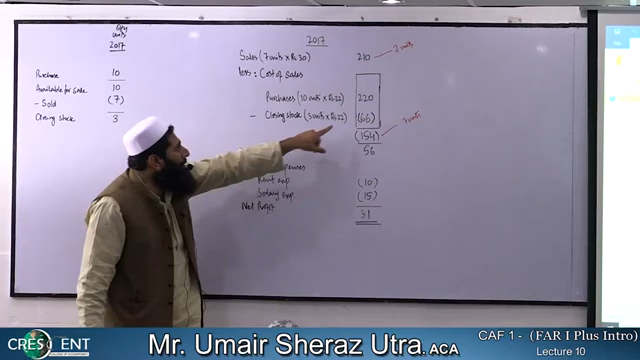 Qty
Units
2017
Purchase 10
Available for sale 10
- Sold (7)
Closing stock 3
2017
Sales (7 units x Rs.30) 210
7 units
less: Cost of Sales
Purchases (10 units x Rs.22) 220
- Closing Stock (3 units x Rs.22) (66)
(154)
7 units
56
Rent exp. (10)
Salary exp. (15)
Net Profit 31
CRESCENT
Mr. Umair Sheraz Utra. ACA
CAF 1 - (FAR I Plus Intro)
Lecture 10